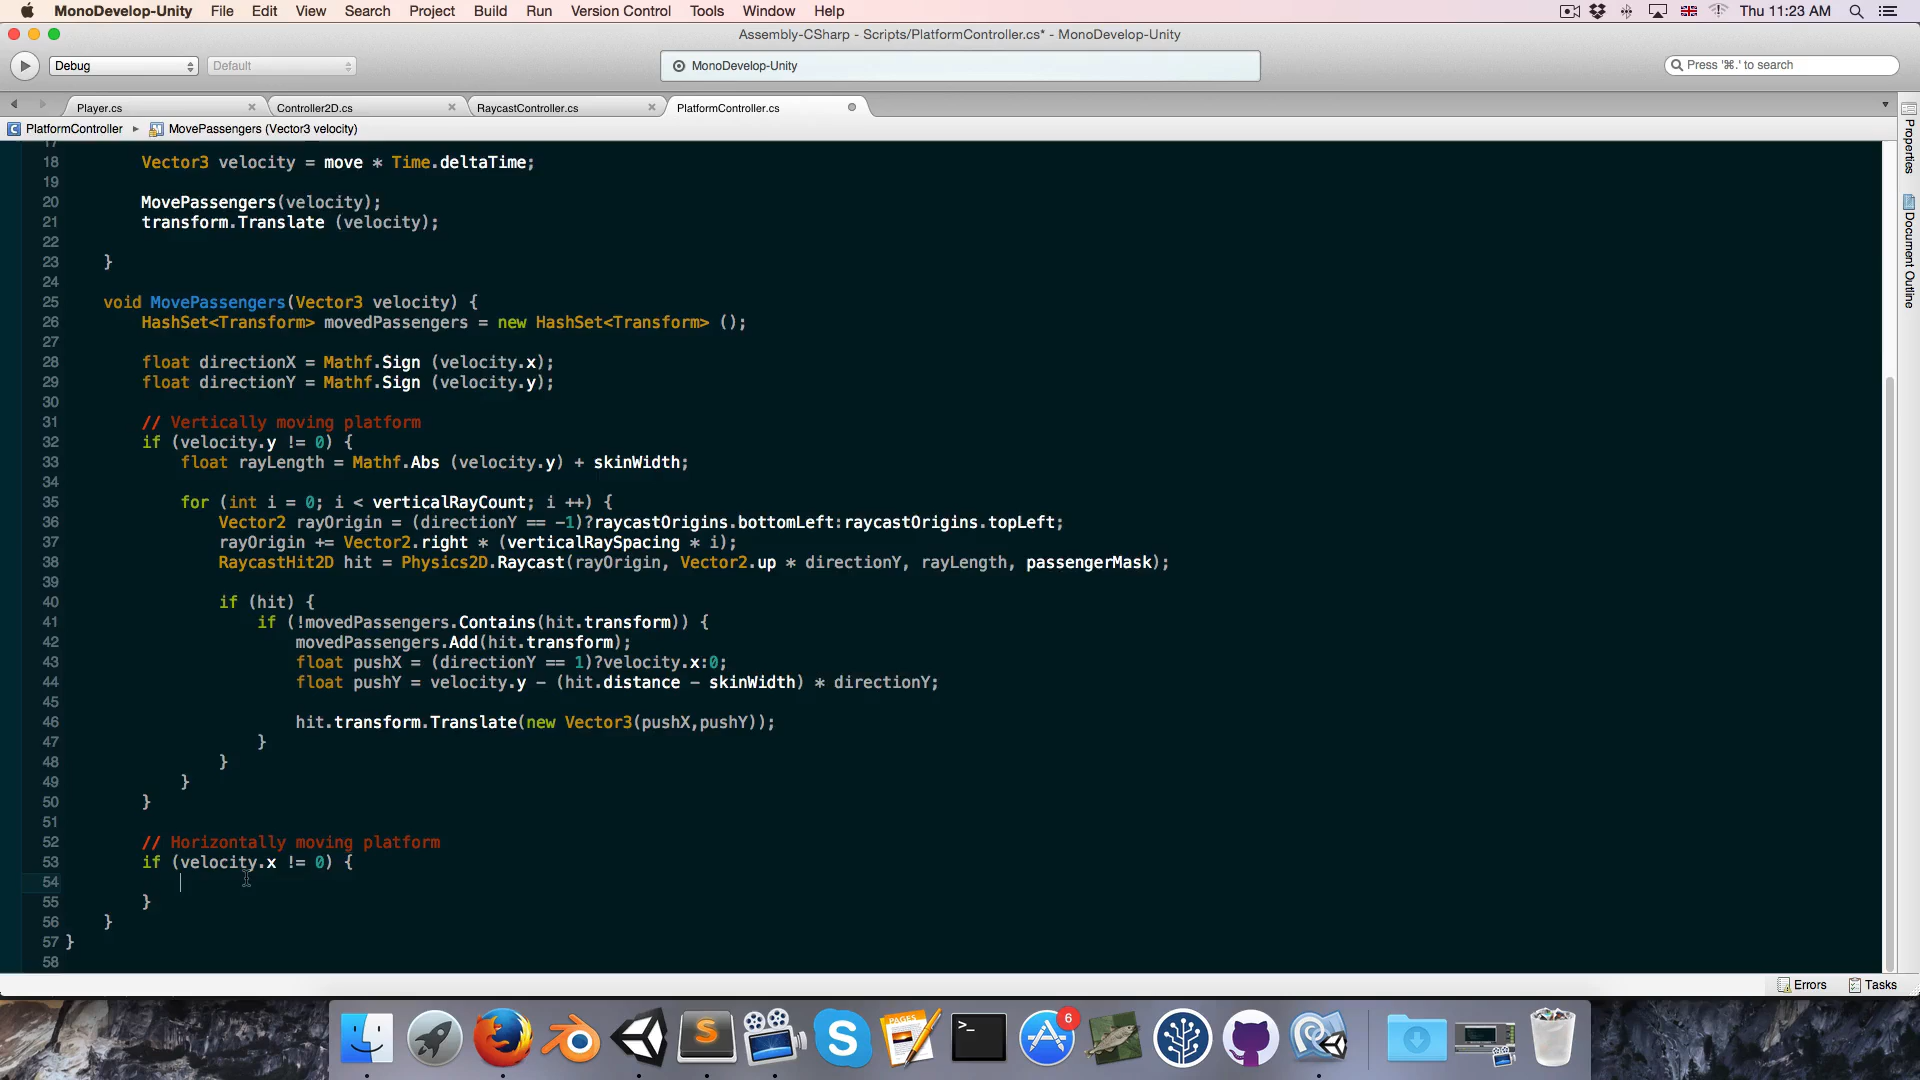 MonoDevelop-Unity File Edit View Search Project Build Run Version Control Tools Window Help Thu 11:23 AM
Assembly-CSharp - Scripts/PlatformController.cs* - MonoDevelop-Unity
Debug Default MonoDevelop-Unity Press '⌘.' to search
Player.cs Controller2D.cs RaycastController.cs PlatformController.cs
PlatformController MovePassengers (Vector3 velocity)
Properties
Document Outline
17
18 Vector3 velocity = move * Time.deltaTime;
19
20 MovePassengers(velocity);
21 transform.Translate (velocity);
22
23 }
24
25 void MovePassengers(Vector3 velocity) {
26 HashSet<Transform> movedPassengers = new HashSet<Transform> ();
27
28 float directionX = Mathf.Sign (velocity.x);
29 float directionY = Mathf.Sign (velocity.y);
30
31 // Vertically moving platform
32 if (velocity.y != 0) {
33 float rayLength = Mathf.Abs (velocity.y) + skinWidth;
34
35 for (int i = 0; i < verticalRayCount; i ++) {
36 Vector2 rayOrigin = (directionY == -1)?raycastOrigins.bottomLeft:raycastOrigins.topLeft;
37 rayOrigin += Vector2.right * (verticalRaySpacing * i);
38 RaycastHit2D hit = Physics2D.Raycast(rayOrigin, Vector2.up * directionY, rayLength, passengerMask);
39
40 if (hit) {
41 if (!movedPassengers.Contains(hit.transform)) {
42 movedPassengers.Add(hit.transform);
43 float pushX = (directionY == 1)?velocity.x:0;
44 float pushY = velocity.y - (hit.distance - skinWidth) * directionY;
45
46 hit.transform.Translate(new Vector3(pushX,pushY));
47 }
48 }
49 }
50 }
51
52 // Horizontally moving platform
53 if (velocity.x != 0) {
54
55 }
56 }
57 }
58
Errors Tasks
PAGES
6